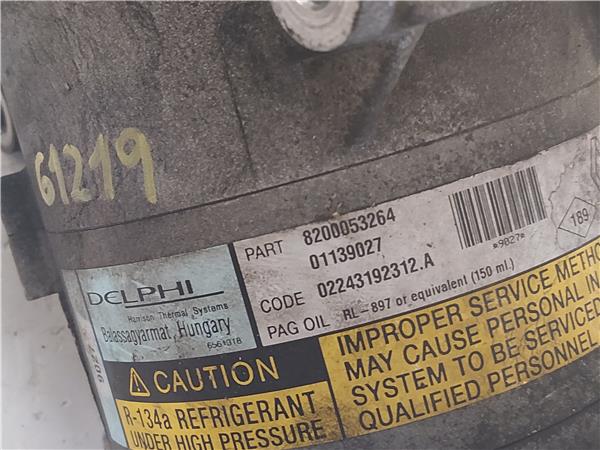 61219
PART 8200053264
01139027
CODE 02243192312.A
PAG OIL RL-897 or equivalent (150 ml.)
*9027*
189
DELPHI
Harrison Thermal Systems
Balassagyarmat, Hungary
6561318
CAUTION
R-134a REFRIGERANT
UNDER HIGH PRESSURE
IMPROPER SERVICE METHO
MAY CAUSE PERSONAL IN
SYSTEM TO BE SERVICED
QUALIFIED PERSONNEL